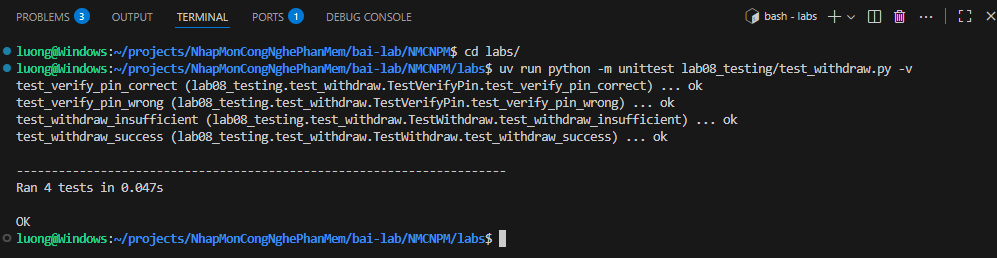 PROBLEMS 3 OUTPUT TERMINAL PORTS 1 DEBUG CONSOLE bash - labs
luong@Windows:~/projects/NhapMonCongNghePhanMem/bai-lab/NMCNPM$ cd labs/
luong@Windows:~/projects/NhapMonCongNghePhanMem/bai-lab/NMCNPM/labs$ uv run python -m unittest lab08_testing/test_withdraw.py -v
test_verify_pin_correct (lab08_testing.test_withdraw.TestVerifyPin.test_verify_pin_correct) ... ok
test_verify_pin_wrong (lab08_testing.test_withdraw.TestVerifyPin.test_verify_pin_wrong) ... ok
test_withdraw_insufficient (lab08_testing.test_withdraw.TestWithdraw.test_withdraw_insufficient) ... ok
test_withdraw_success (lab08_testing.test_withdraw.TestWithdraw.test_withdraw_success) ... ok
----------------------------------------------------------------------
Ran 4 tests in 0.047s
OK
luong@Windows:~/projects/NhapMonCongNghePhanMem/bai-lab/NMCNPM/labs$